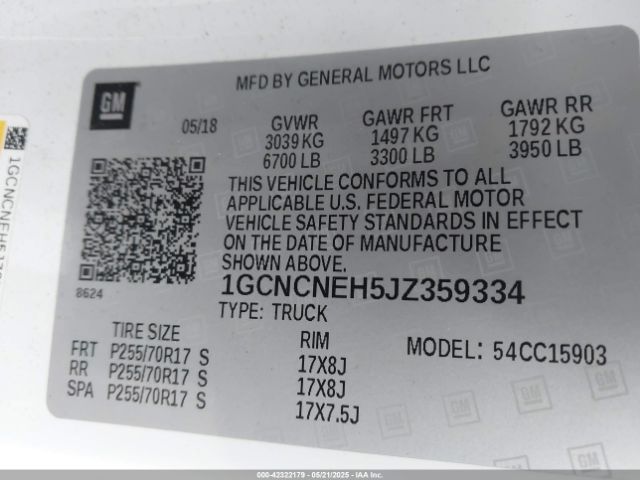 GM
MFD BY GENERAL MOTORS LLC
05/18
GVWR
3039 KG
6700 LB
GAWR FRT
1497 KG
3300 LB
GAWR RR
1792 KG
3950 LB
THIS VEHICLE CONFORMS TO ALL
APPLICABLE U.S. FEDERAL MOTOR
VEHICLE SAFETY STANDARDS IN EFFECT
ON THE DATE OF MANUFACTURE
SHOWN ABOVE.
8624
1GCNCNEH5JZ359334
TYPE: TRUCK
TIRE SIZE
RIM
MODEL: 54CC15903
FRT P255/70R17 S 17X8J
RR P255/70R17 S 17X8J
SPA P255/70R17 S 17X7.5J
000-42322179 - 05/21/2025 - IAAI.com